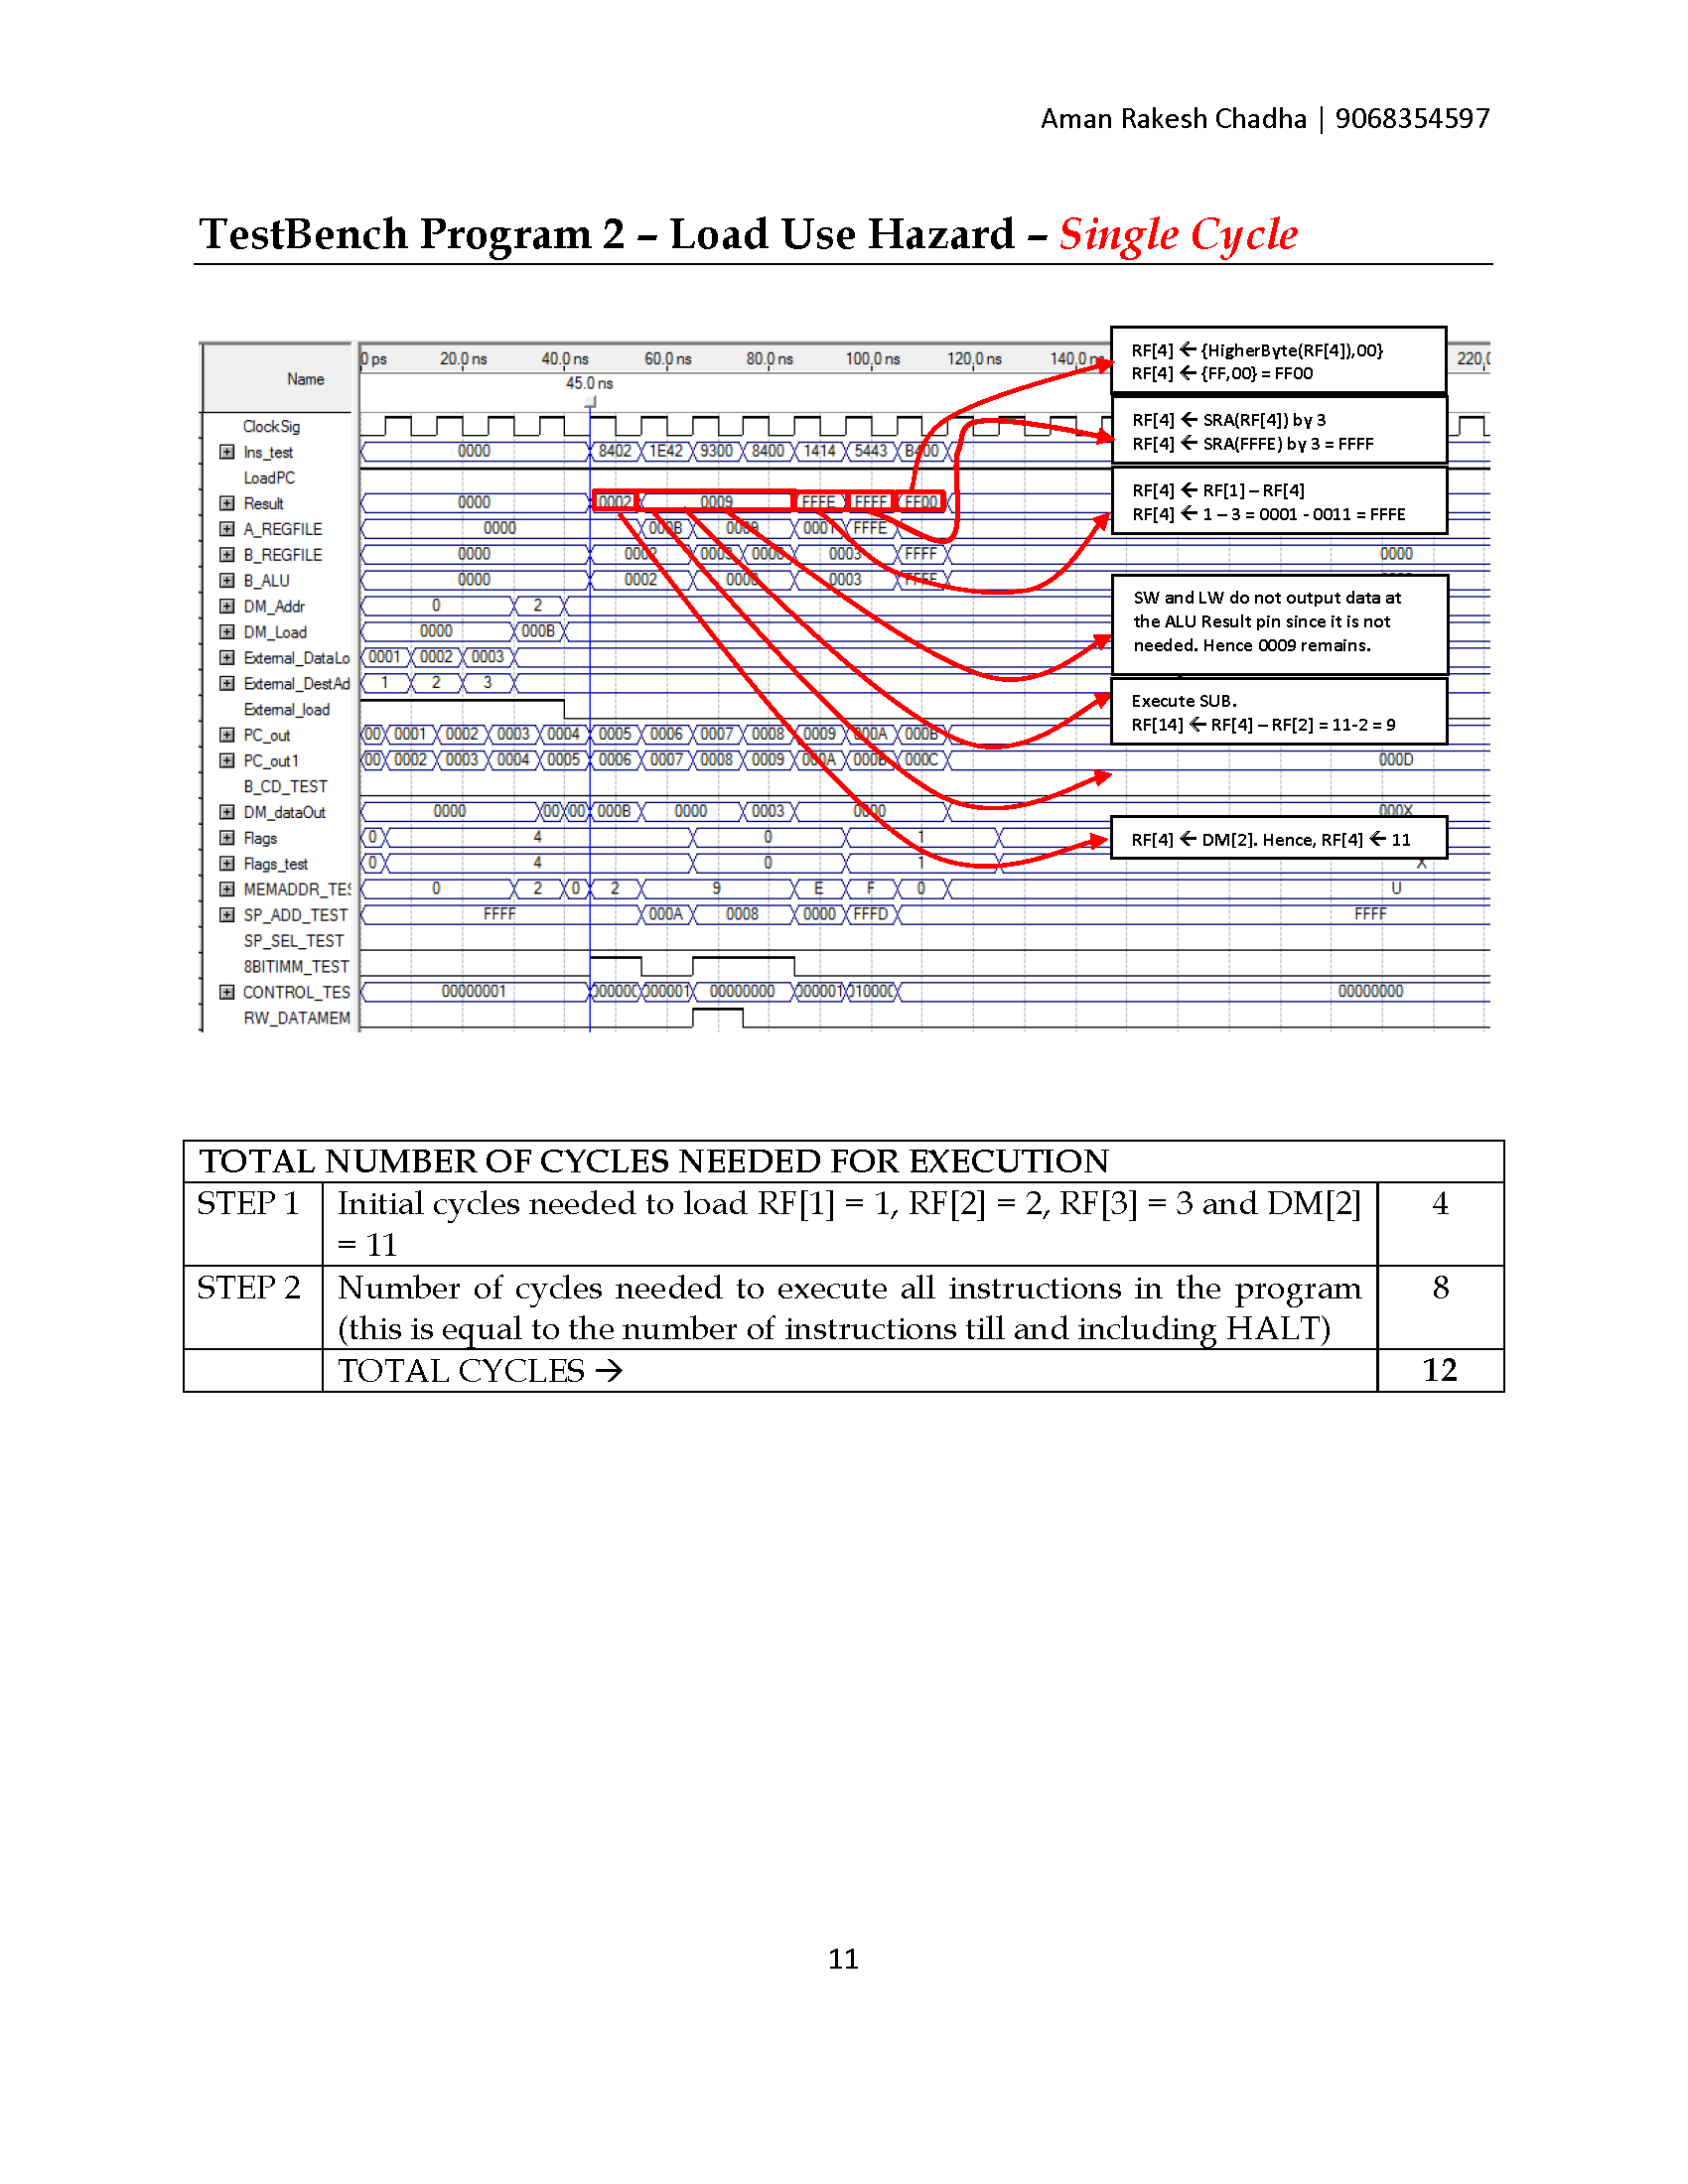 Aman Rakesh Chadha | 9068354597
TestBench Program 2 – Load Use Hazard – Single Cycle
Name
0 ps 20.0 ns 40.0 ns 60.0 ns 80.0 ns 100.0 ns 120.0 ns 140.0 220.0
45.0 ns
ClockSig
Ins_test 0000 8402 1E42 9300 8400 1414 5443 B400
LoadPC
Result 0000 0002 0009 FFFE FFFF FF00
A_REGFILE 0000 000B 0009 0001 FFFE
B_REGFILE 0000 0002 0003 0000 0003 FFFF 0000
B_ALU 0000 0002 0003 FFFF
DM_Addr 0 2
DM_Load 0000 000B
External_DataLo 0001 0002 0003
External_DestAd 1 2 3
External_load
PC_out 00 0001 0002 0003 0004 0005 0006 0007 0008 0009 000A 000B
PC_out1 00 0002 0003 0004 0005 0006 0007 0008 0009 000A 000B 000C 000D
B_CD_TEST
DM_dataOut 0000 00 00 000B 0000 0003 0000 000X
Flags 0 4 0 1
Flags_test 0 4 0 1 X
MEMADDR_TES 0 2 0 2 9 E F 0 U
SP_ADD_TEST FFFF 000A 0008 0000 FFFD FFFF
SP_SEL_TEST
8BITIMM_TEST
CONTROL_TES 00000001 00000000 00000000
RW_DATAMEM
RF[4] ← {HigherByte(RF[4]),00}
RF[4] ← {FF,00} = FF00
RF[4] ← SRA(RF[4]) by 3
RF[4] ← SRA(FFFE) by 3 = FFFF
RF[4] ← RF[1] – RF[4]
RF[4] ← 1 – 3 = 0001 - 0011 = FFFE
SW and LW do not output data at
the ALU Result pin since it is not
needed. Hence 0009 remains.
Execute SUB.
RF[14] ← RF[4] – RF[2] = 11-2 = 9
RF[4] ← DM[2]. Hence, RF[4] ← 11
TOTAL NUMBER OF CYCLES NEEDED FOR EXECUTION
STEP 1 Initial cycles needed to load RF[1] = 1, RF[2] = 2, RF[3] = 3 and DM[2] 4
= 11
STEP 2 Number of cycles needed to execute all instructions in the program 8
(this is equal to the number of instructions till and including HALT)
TOTAL CYCLES → 12
11